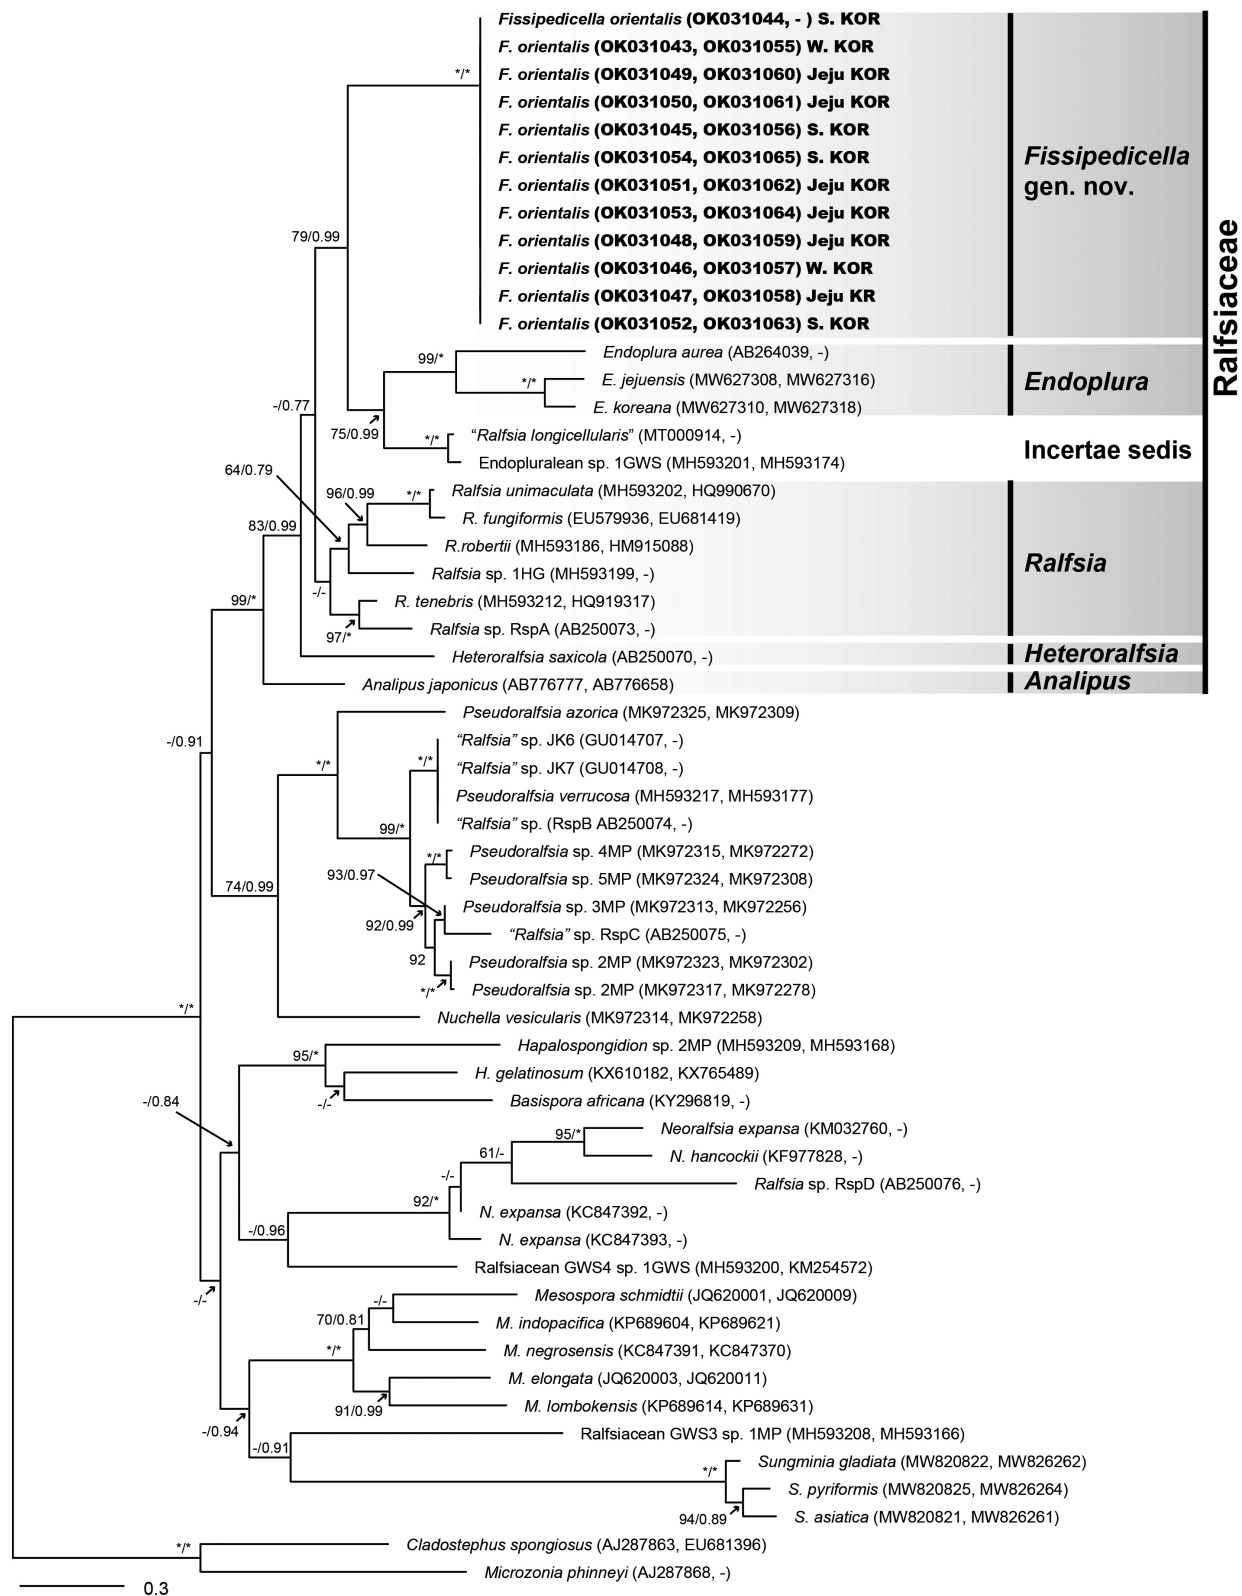 Fissipedicella orientalis (OK031044, - ) S. KOR
F. orientalis (OK031043, OK031055) W. KOR
*/*
F. orientalis (OK031049, OK031060) Jeju KOR
F. orientalis (OK031050, OK031061) Jeju KOR
F. orientalis (OK031045, OK031056) S. KOR
F. orientalis (OK031054, OK031065) S. KOR
Fissipedicella
gen. nov.
F. orientalis (OK031051, OK031062) Jeju KOR
F. orientalis (OK031053, OK031064) Jeju KOR
79/0.99
F. orientalis (OK031048, OK031059) Jeju KOR
F. orientalis (OK031046, OK031057) W. KOR
F. orientalis (OK031047, OK031058) Jeju KR
F. orientalis (OK031052, OK031063) S. KOR
Ralfsiaceae
99/*
Endoplura aurea (AB264039, -)
*/*
E. jejuensis (MW627308, MW627316)
Endoplura
E. koreana (MW627310, MW627318)
-/0.77
75/0.99
*/*
“Ralfsia longicellularis” (MT000914, -)
Incertae sedis
Endopluralean sp. 1GWS (MH593201, MH593174)
64/0.79
96/0.99
*/*
Ralfsia unimaculata (MH593202, HQ990670)
R. fungiformis (EU579936, EU681419)
83/0.99
R.robertii (MH593186, HM915088)
Ralfsia
Ralfsia sp. 1HG (MH593199, -)
-/-
99/*
R. tenebris (MH593212, HQ919317)
97/*
Ralfsia sp. RspA (AB250073, -)
Heteroralfsia saxicola (AB250070, -)
Heteroralfsia
Analipus japonicus (AB776777, AB776658)
Analipus
Pseudoralfsia azorica (MK972325, MK972309)
-/0.91
“Ralfsia” sp. JK6 (GU014707, -)
*/*
*/*
“Ralfsia” sp. JK7 (GU014708, -)
Pseudoralfsia verrucosa (MH593217, MH593177)
99/*
“Ralfsia” sp. (RspB AB250074, -)
*/*
Pseudoralfsia sp. 4MP (MK972315, MK972272)
93/0.97
Pseudoralfsia sp. 5MP (MK972324, MK972308)
74/0.99
Pseudoralfsia sp. 3MP (MK972313, MK972256)
92/0.99
“Ralfsia” sp. RspC (AB250075, -)
92
Pseudoralfsia sp. 2MP (MK972323, MK972302)
*/*
Pseudoralfsia sp. 2MP (MK972317, MK972278)
*/*
Nuchella vesicularis (MK972314, MK972258)
Hapalospongidion sp. 2MP (MH593209, MH593168)
95/*
H. gelatinosum (KX610182, KX765489)
-/-
Basispora africana (KY296819, -)
-/0.84
95/*
Neoralfsia expansa (KM032760, -)
61/-
N. hancockii (KF977828, -)
-/-
Ralfsia sp. RspD (AB250076, -)
92/*
N. expansa (KC847392, -)
-/0.96
N. expansa (KC847393, -)
Ralfsiacean GWS4 sp. 1GWS (MH593200, KM254572)
-/-
-/-
Mesospora schmidtii (JQ620001, JQ620009)
70/0.81
M. indopacifica (KP689604, KP689621)
*/*
M. negrosensis (KC847391, KC847370)
M. elongata (JQ620003, JQ620011)
91/0.99
M. lombokensis (KP689614, KP689631)
-/0.94
Ralfsiacean GWS3 sp. 1MP (MH593208, MH593166)
-/0.91
*/*
Sungminia gladiata (MW820822, MW826262)
S. pyriformis (MW820825, MW826264)
94/0.89
S. asiatica (MW820821, MW826261)
*/*
Cladostephus spongiosus (AJ287863, EU681396)
Microzonia phinneyi (AJ287868, -)
0.3